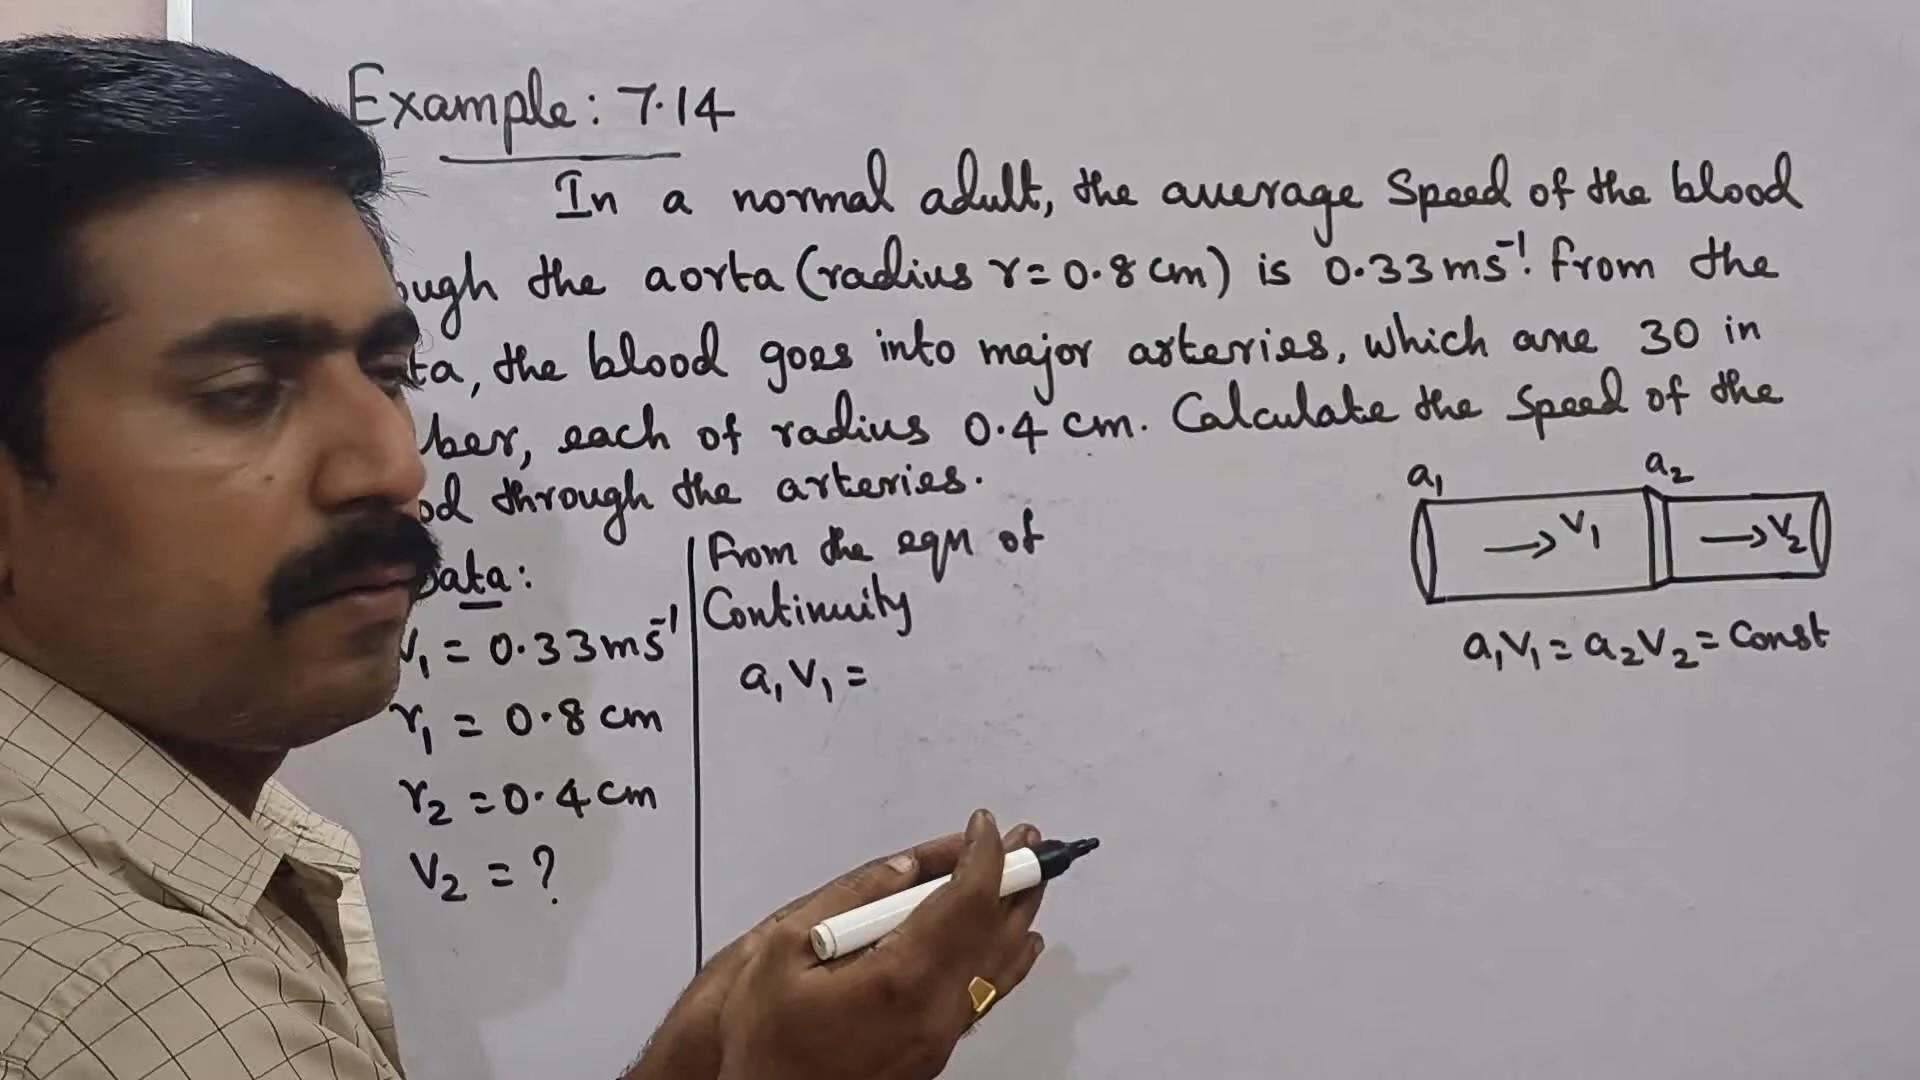 Example: 7.14
In a normal adult, the average Speed of the blood
ough the aorta (radius r = 0.8 cm) is 0.33 ms⁻¹. From the
ta, the blood goes into major arteries, which are 30 in
ber, each of radius 0.4 cm. Calculate the Speed of the
od through the arteries.
a₁ a₂
→V₁ →V₂
a₁V₁ = a₂V₂ = Const
Data:
V₁ = 0.33 ms⁻¹
r₁ = 0.8 cm
r₂ = 0.4 cm
V₂ = ?
From the eqn of
Continuity
a₁V₁ =